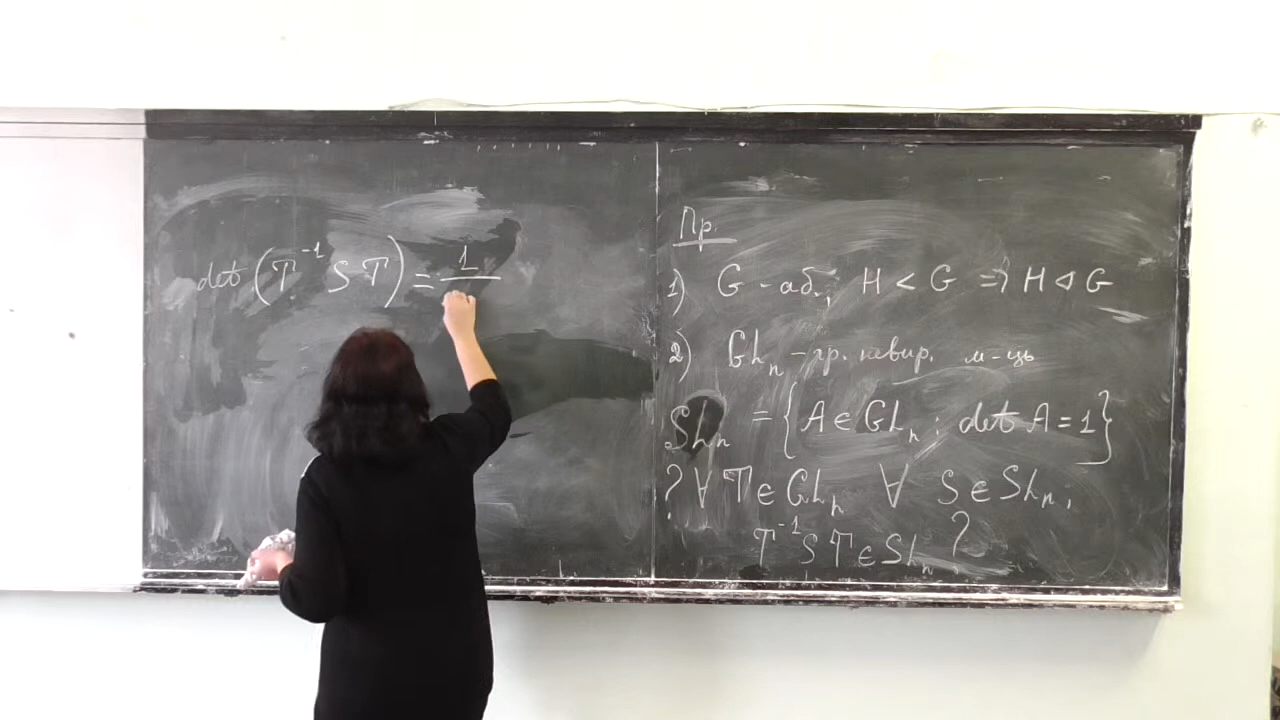 det (T⁻¹ S T) = 1/
Пр.
1) G - аб., H < G ⇒ H ◁ G
2) GLₙ - гр. невир. м-ць
SLₙ = {A ∈ GLₙ : det A = 1}
? ∀ T ∈ GLₙ ∀ S ∈ SLₙ :
T⁻¹ S T ∈ SLₙ ?